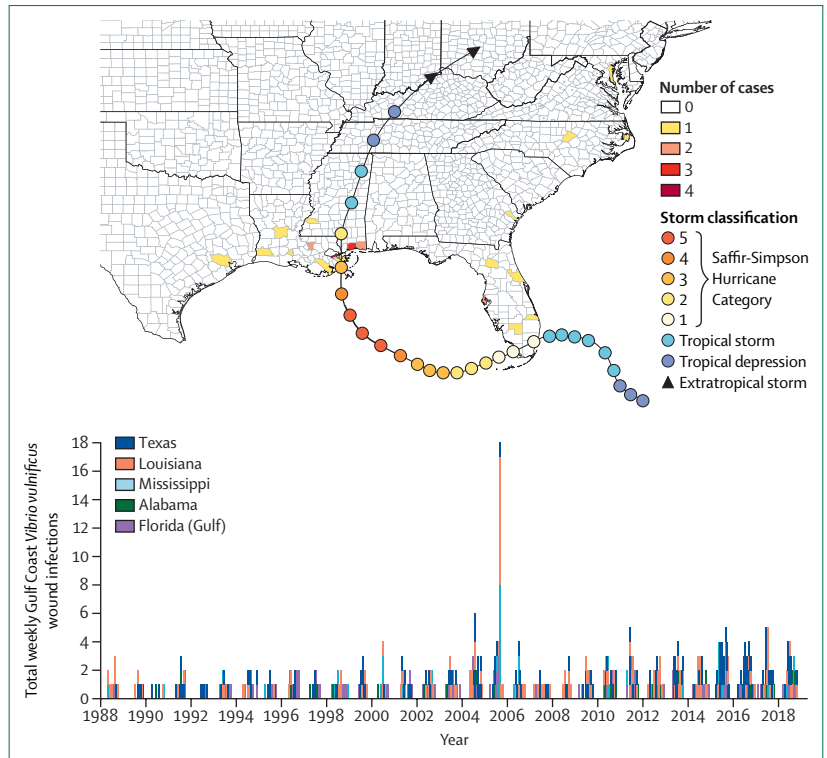 Number of cases
0
1
2
3
4
Storm classification
5
4
3
2
1
Saffir-Simpson
Hurricane
Category
Tropical storm
Tropical depression
Extratropical storm
Total weekly Gulf Coast Vibrio vulnificus
wound infections
18
16
14
12
10
8
6
4
2
0
Texas
Louisiana
Mississippi
Alabama
Florida (Gulf)
1988 1990 1992 1994 1996 1998 2000 2002 2004 2006 2008 2010 2012 2014 2016 2018
Year